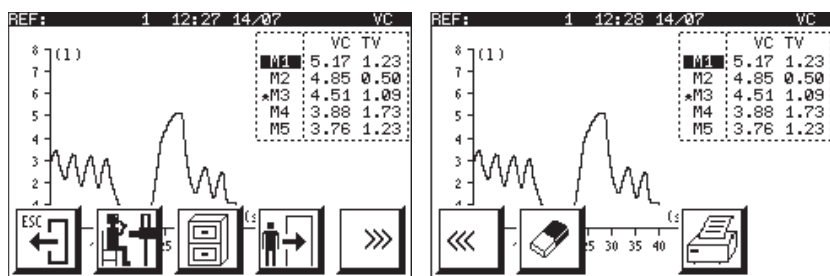 REF: 1 12:27 14/07 VC
8 (l)
7
6
5
4
3
2
VC TV
M1 5.17 1.23
M2 4.85 0.50
*M3 4.51 1.09
M4 3.88 1.73
M5 3.76 1.23
(s
25
ESC
>>>
REF: 1 12:28 14/07 VC
8 (l)
7
6
5
4
3
2
VC TV
M1 5.17 1.23
M2 4.85 0.50
*M3 4.51 1.09
M4 3.88 1.73
M5 3.76 1.23
(s
5 30 35 40
<<<